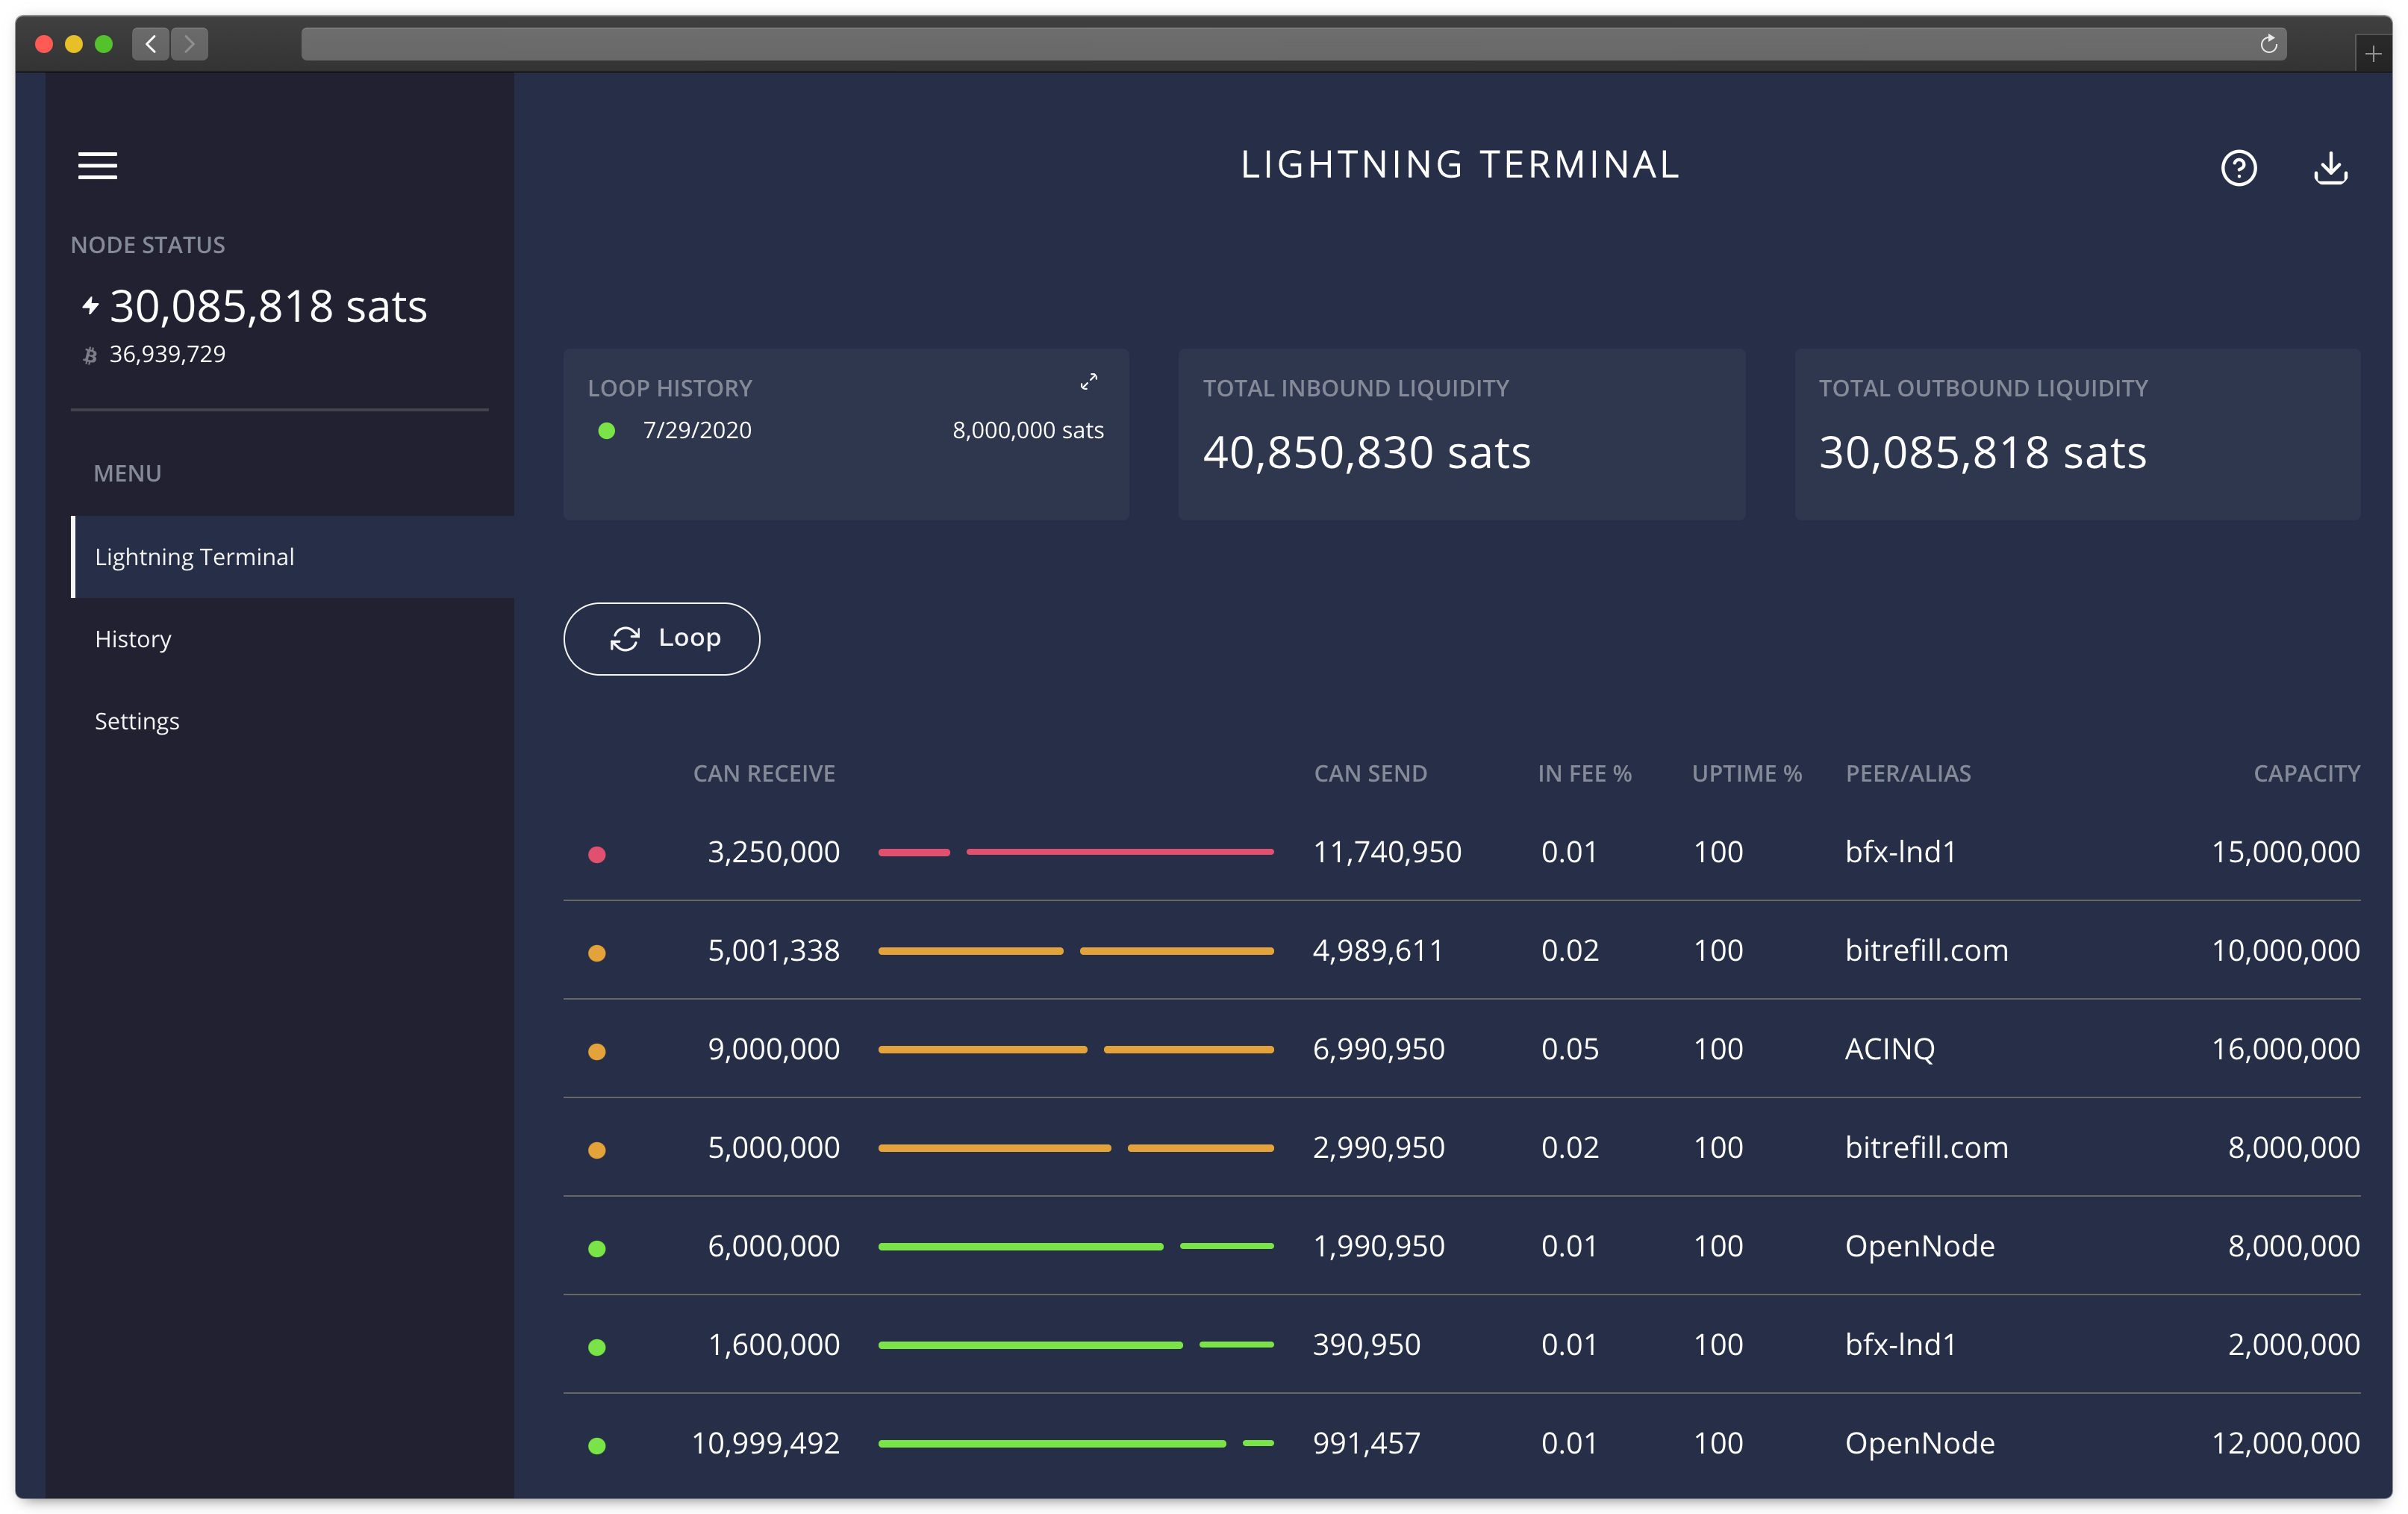 LIGHTNING TERMINAL
NODE STATUS
30,085,818 sats
36,939,729
MENU
Lightning Terminal
History
Settings
LOOP HISTORY
7/29/2020 8,000,000 sats
TOTAL INBOUND LIQUIDITY
40,850,830 sats
TOTAL OUTBOUND LIQUIDITY
30,085,818 sats
Loop
CAN RECEIVE CAN SEND IN FEE % UPTIME % PEER/ALIAS CAPACITY
3,250,000 11,740,950 0.01 100 bfx-lnd1 15,000,000
5,001,338 4,989,611 0.02 100 bitrefill.com 10,000,000
9,000,000 6,990,950 0.05 100 ACINQ 16,000,000
5,000,000 2,990,950 0.02 100 bitrefill.com 8,000,000
6,000,000 1,990,950 0.01 100 OpenNode 8,000,000
1,600,000 390,950 0.01 100 bfx-lnd1 2,000,000
10,999,492 991,457 0.01 100 OpenNode 12,000,000